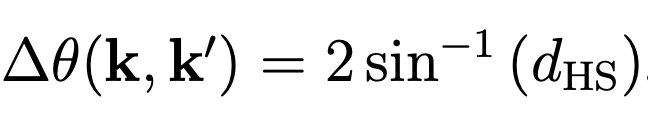 Δθ(𝐤, 𝐤′) = 2 sin⁻¹ (d_HS).